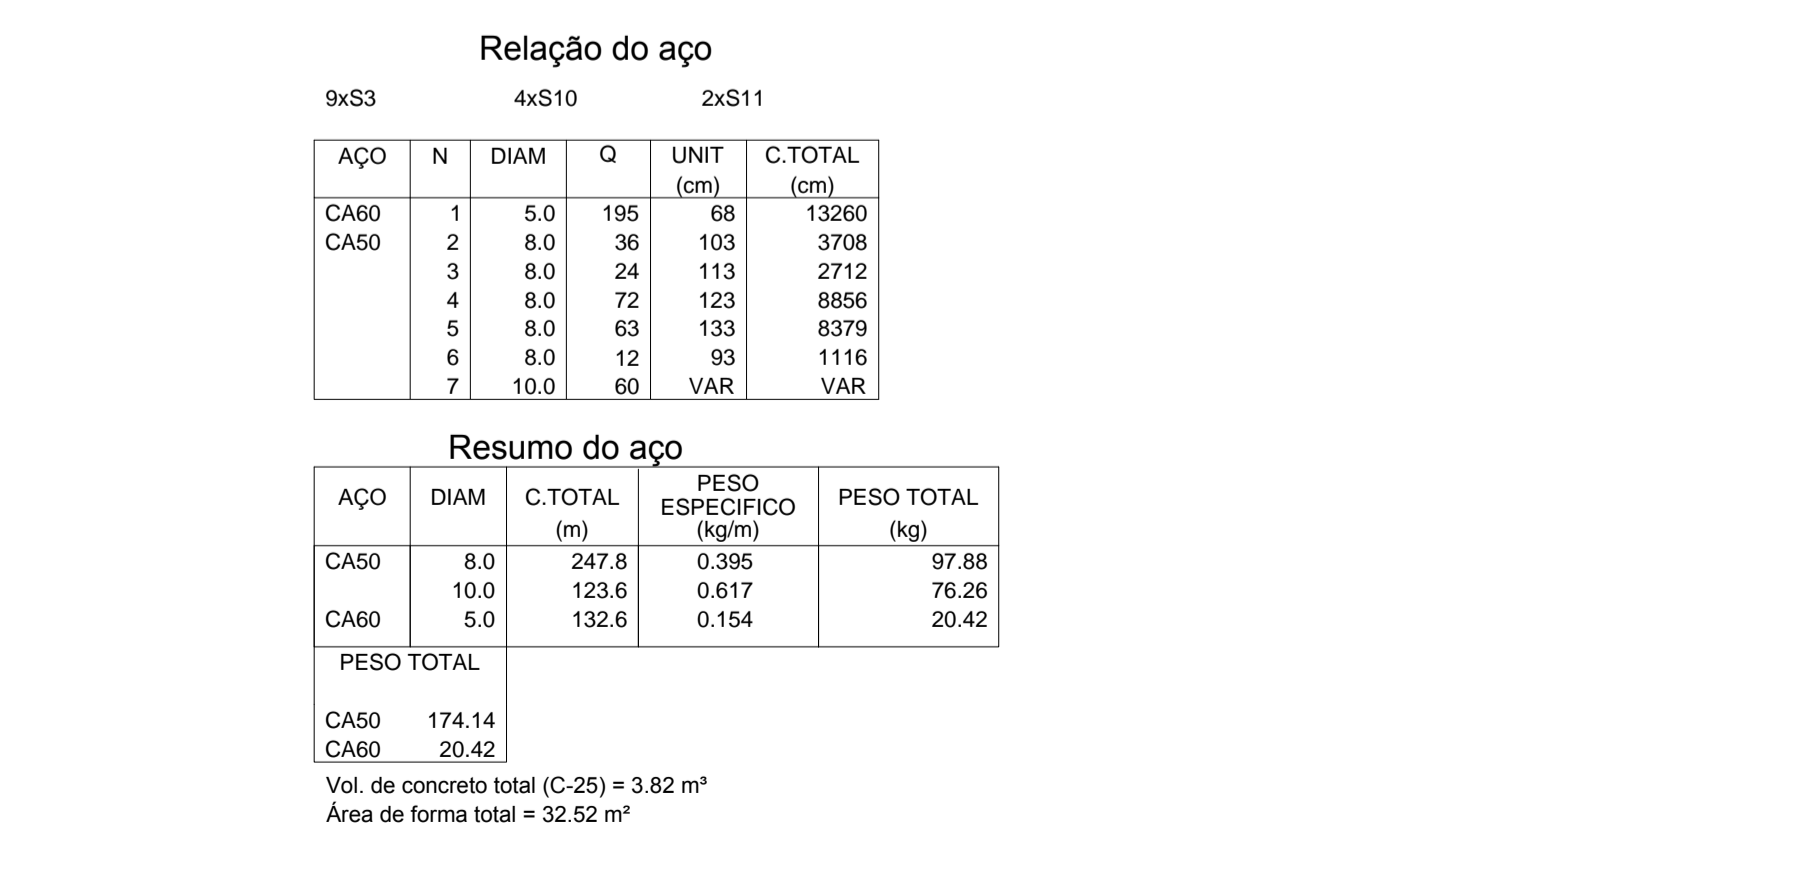 Relação do aço
9xS3 4xS10 2xS11
AÇO N DIAM Q UNIT C.TOTAL
(cm) (cm)
CA60 1 5.0 195 68 13260
CA50 2 8.0 36 103 3708
3 8.0 24 113 2712
4 8.0 72 123 8856
5 8.0 63 133 8379
6 8.0 12 93 1116
7 10.0 60 VAR VAR
Resumo do aço
AÇO DIAM C.TOTAL PESO ESPECIFICO PESO TOTAL
(m) (kg/m) (kg)
CA50 8.0 247.8 0.395 97.88
10.0 123.6 0.617 76.26
CA60 5.0 132.6 0.154 20.42
PESO TOTAL
CA50 174.14
CA60 20.42
Vol. de concreto total (C-25) = 3.82 m³
Área de forma total = 32.52 m²